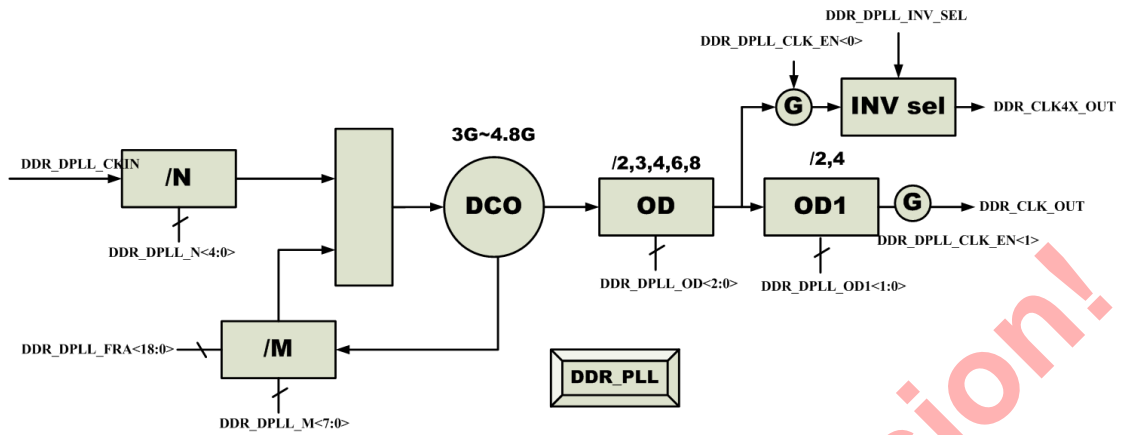 DDR_DPLL_INV_SEL
DDR_DPLL_CLK_EN<0>
G
INV sel
DDR_CLK4X_OUT
3G~4.8G
/2,3,4,6,8
/2,4
DDR_DPLL_CKIN
/N
DCO
OD
OD1
G
DDR_CLK_OUT
DDR_DPLL_CLK_EN<1>
DDR_DPLL_N<4:0>
DDR_DPLL_OD<2:0>
DDR_DPLL_OD1<1:0>
DDR_DPLL_FRA<18:0>
/M
DDR_PLL
DDR_DPLL_M<7:0>
sion!